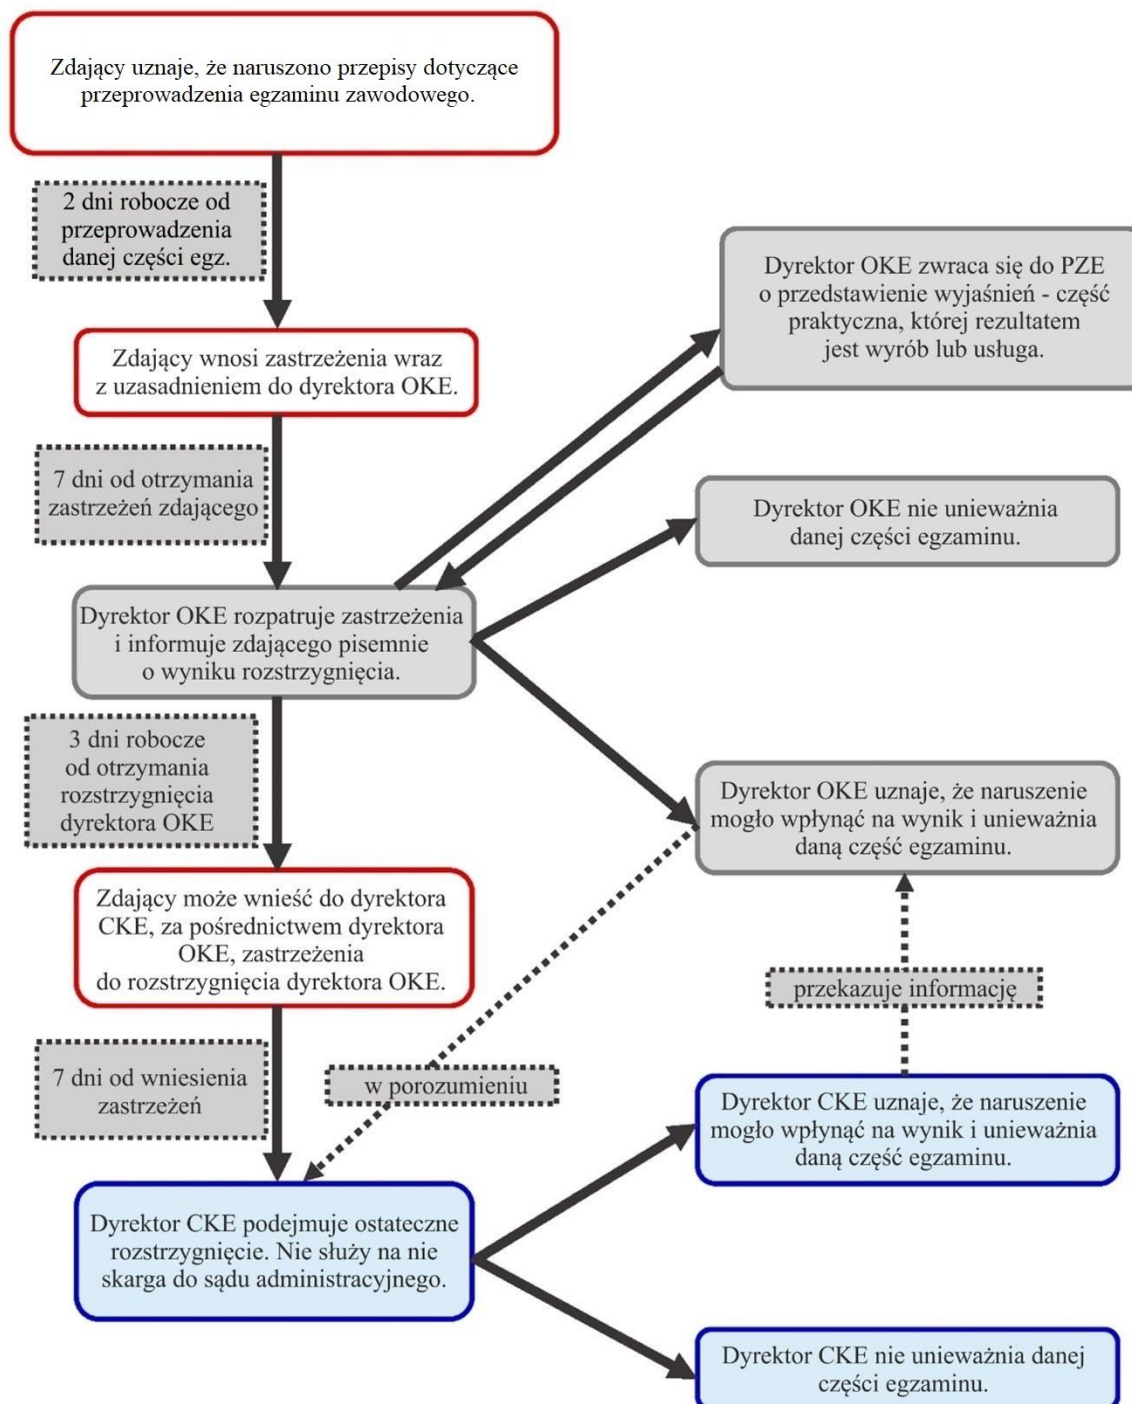 Zdający uznaje, że naruszono przepisy dotyczące
przeprowadzenia egzaminu zawodowego.
2 dni robocze od
przeprowadzenia
danej części egz.
Dyrektor OKE zwraca się do PZE
o przedstawienie wyjaśnień - część
praktyczna, której rezultatem
jest wyrób lub usługa.
Zdający wnosi zastrzeżenia wraz
z uzasadnieniem do dyrektora OKE.
7 dni od otrzymania
zastrzeżeń zdającego
Dyrektor OKE nie unieważnia
danej części egzaminu.
Dyrektor OKE rozpatruje zastrzeżenia
i informuje zdającego pisemnie
o wyniku rozstrzygnięcia.
3 dni robocze
od otrzymania
rozstrzygnięcia
dyrektora OKE
Dyrektor OKE uznaje, że naruszenie
mogło wpłynąć na wynik i unieważnia
daną część egzaminu.
Zdający może wnieść do dyrektora
CKE, za pośrednictwem dyrektora
OKE, zastrzeżenia
do rozstrzygnięcia dyrektora OKE.
przekazuje informację
7 dni od wniesienia
zastrzeżeń
w porozumieniu
Dyrektor CKE uznaje, że naruszenie
mogło wpłynąć na wynik i unieważnia
daną część egzaminu.
Dyrektor CKE podejmuje ostateczne
rozstrzygnięcie. Nie służy na nie
skarga do sądu administracyjnego.
Dyrektor CKE nie unieważnia danej
części egzaminu.